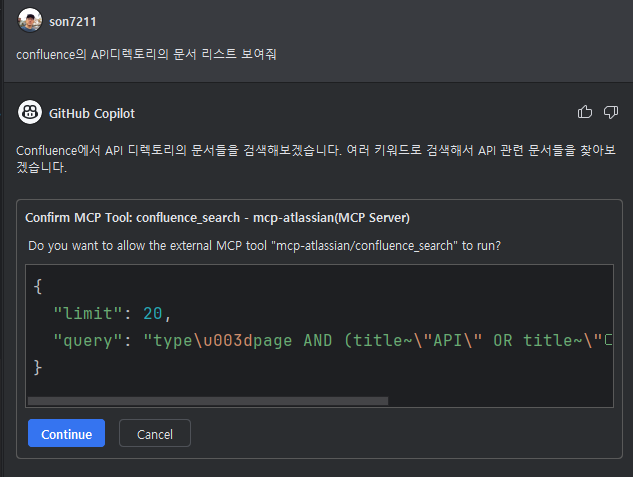 son7211
confluence의 API디렉토리의 문서 리스트 보여줘
GitHub Copilot
Confluence에서 API 디렉토리의 문서들을 검색해보겠습니다. 여러 키워드로 검색해서 API 관련 문서들을 찾아보
겠습니다.
Confirm MCP Tool: confluence_search - mcp-atlassian(MCP Server)
Do you want to allow the external MCP tool "mcp-atlassian/confluence_search" to run?
{
"limit": 20,
"query": "type\u003dpage AND (title~\"API\" OR title~\"
}
Continue
Cancel